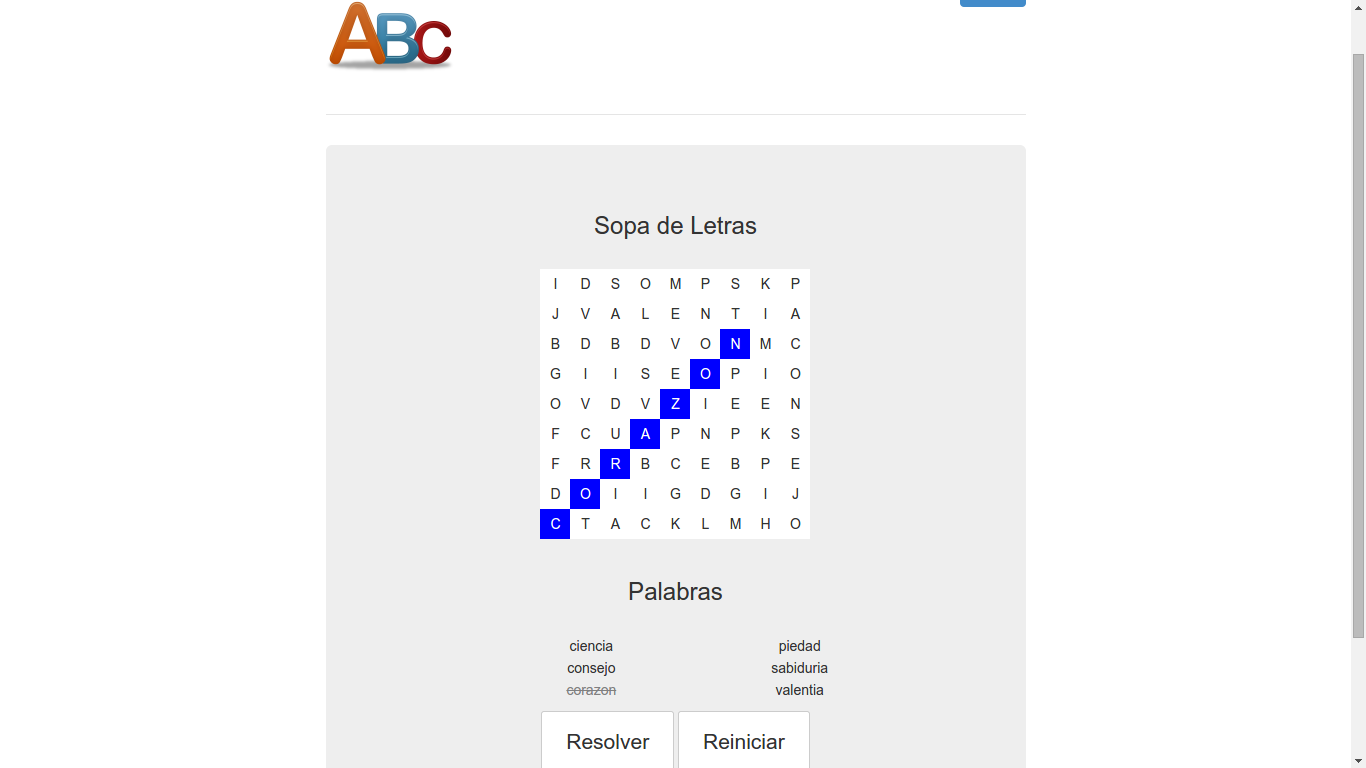 ABC
Sopa de Letras
I D S O M P S K P
J V A L E N T I A
B D B D V O N M C
G I I S E O P I O
O V D V Z I E E N
F C U A P N P K S
F R R B C E B P E
D O I I G D G I J
C T A C K L M H O
Palabras
ciencia piedad
consejo sabiduria
corazon valentia
Resolver Reiniciar